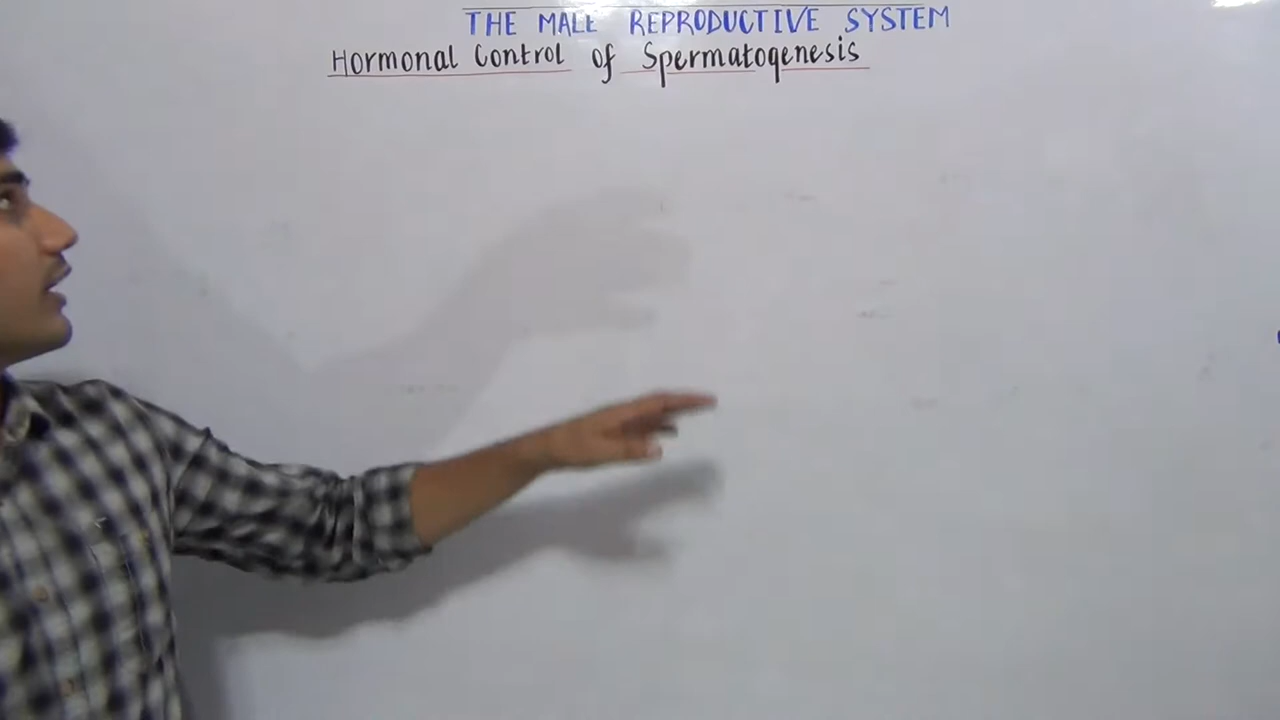 THE MALE REPRODUCTIVE SYSTEM
Hormonal Control of Spermatogenesis